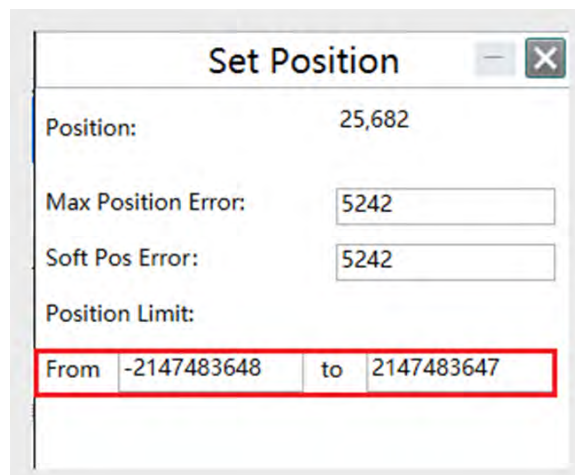 Set Position
Position: 25,682
Max Position Error: 5242
Soft Pos Error: 5242
Position Limit:
From -2147483648 to 2147483647